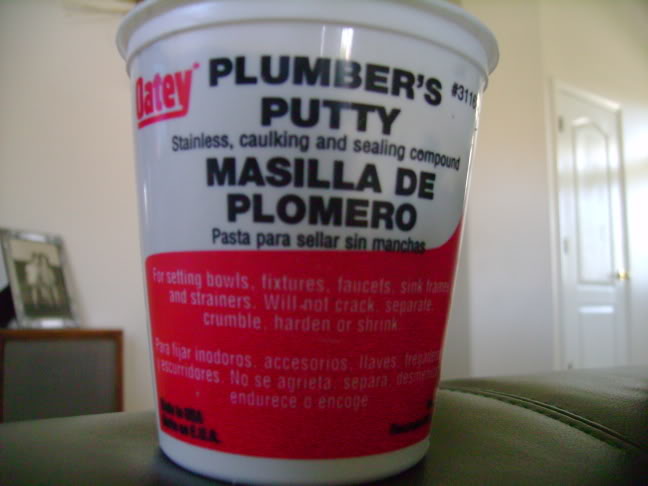 Oatey
PLUMBER'S
#3116
PUTTY
Stainless, caulking and sealing compound
MASILLA DE
PLOMERO
Pasta para sellar sin manchas
For setting bowls, fixtures, faucets, sink frames
and strainers. Will not crack, separate,
crumble, harden or shrink.
Para fijar inodoros, accesorios, llaves,
y escurridores. No se agrieta, separa,
endurece o encoge.
Made in USA